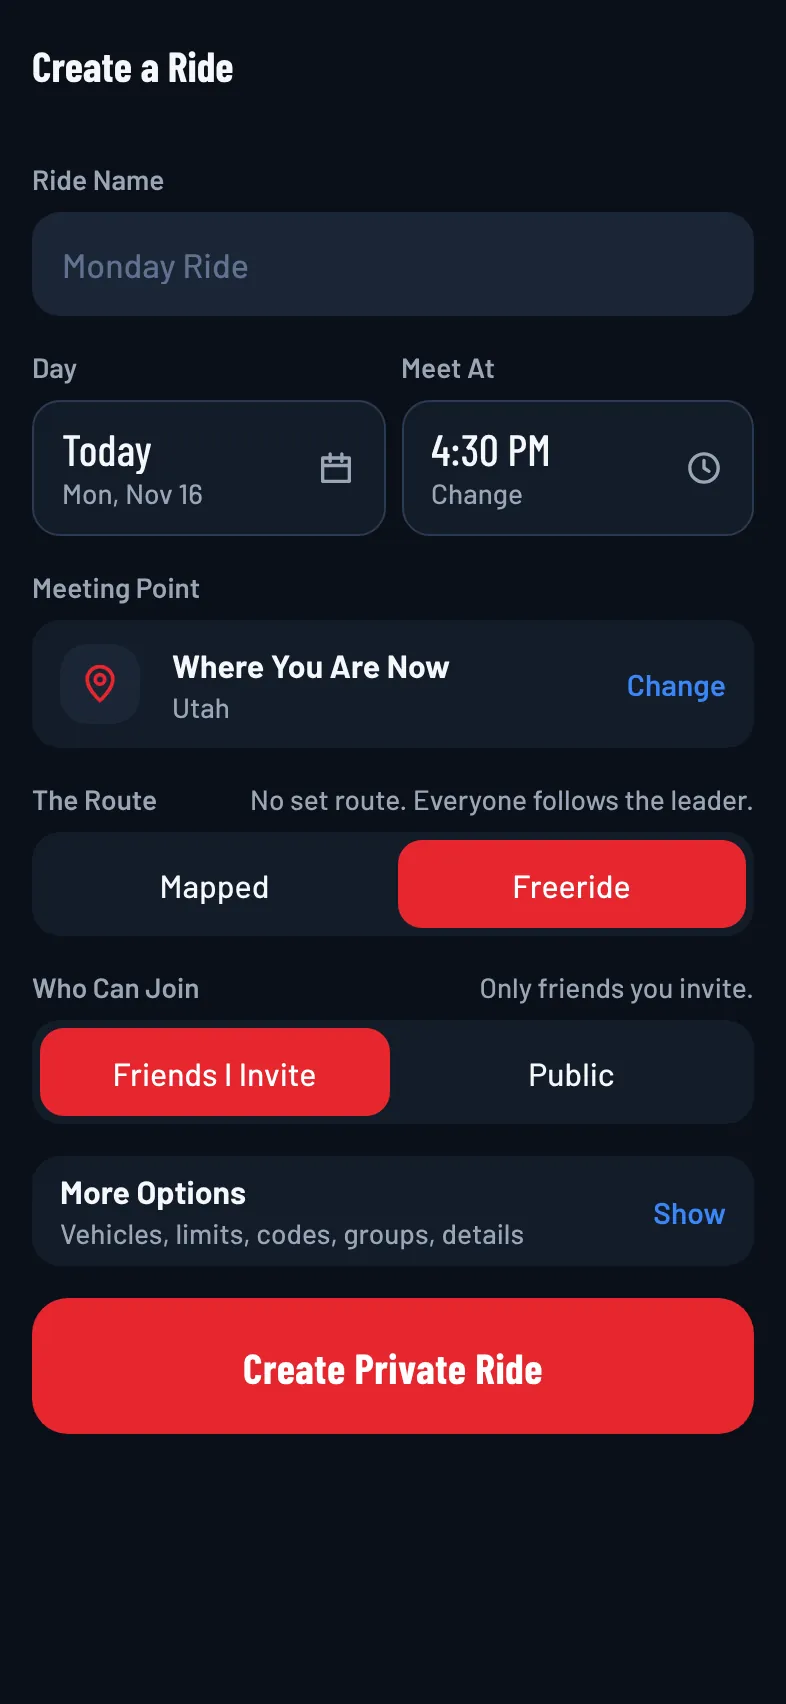 Create a Ride
Ride Name
Monday Ride
Day
Meet At
Today
Mon, Nov 16
4:30 PM
Change
Meeting Point
Where You Are Now
Utah
Change
The Route
No set route. Everyone follows the leader.
Mapped
Freeride
Who Can Join
Only friends you invite.
Friends I Invite
Public
More Options
Vehicles, limits, codes, groups, details
Show
Create Private Ride